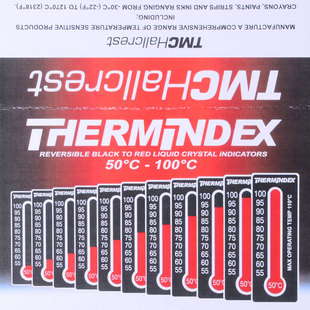 TMCHallcrest
MANUFACTURE A COMPREHENSIVE RANGE OF TEMPERATURE SENSITIVE PRODUCTS
INCLUDING:
CRAYONS, PAINTS, AND STRIPS AND INKS RANGING FROM -30°C (-22°F) TO 1270°C (2318°F).
TMCHallcrest
THERMINDEX
REVERSIBLE BLACK TO RED LIQUID CRYSTAL INDICATORS
50°C - 100°C
THERMINDEX
100
95
90
85
80
75
70
65
60
55
50°C
MAX OPERATING TEMP 110°C